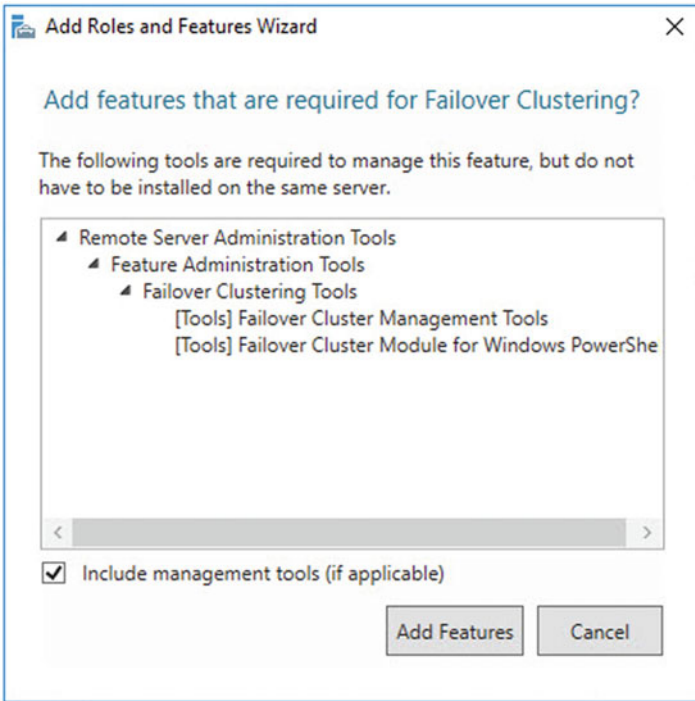 Add Roles and Features Wizard
Add features that are required for Failover Clustering?
The following tools are required to manage this feature, but do not
have to be installed on the same server.
Remote Server Administration Tools
Feature Administration Tools
Failover Clustering Tools
[Tools] Failover Cluster Management Tools
[Tools] Failover Cluster Module for Windows PowerShe
Include management tools (if applicable)
Add Features
Cancel